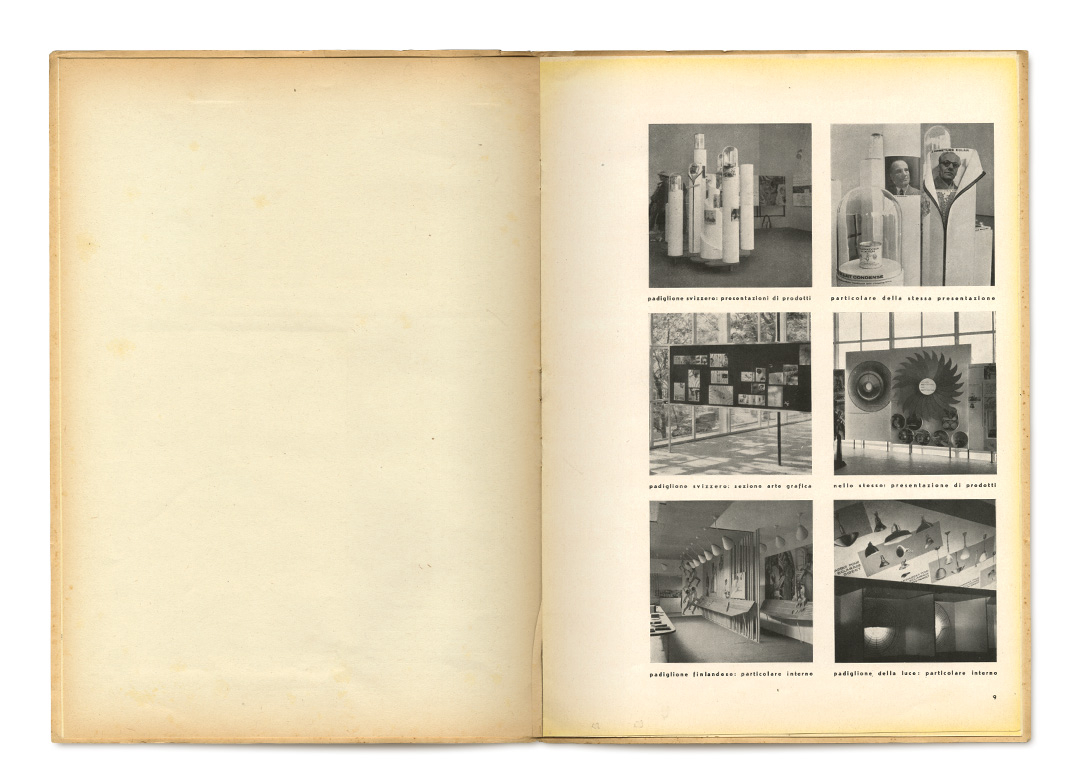 padiglione svizzero: presentazioni di prodotti
particolare della stessa presentazione
padiglione svizzero: sezione arte grafica
nello stesso: presentazione di prodotti
padiglione finlandese: particolare interno
padiglione della luce: particolare interno
9